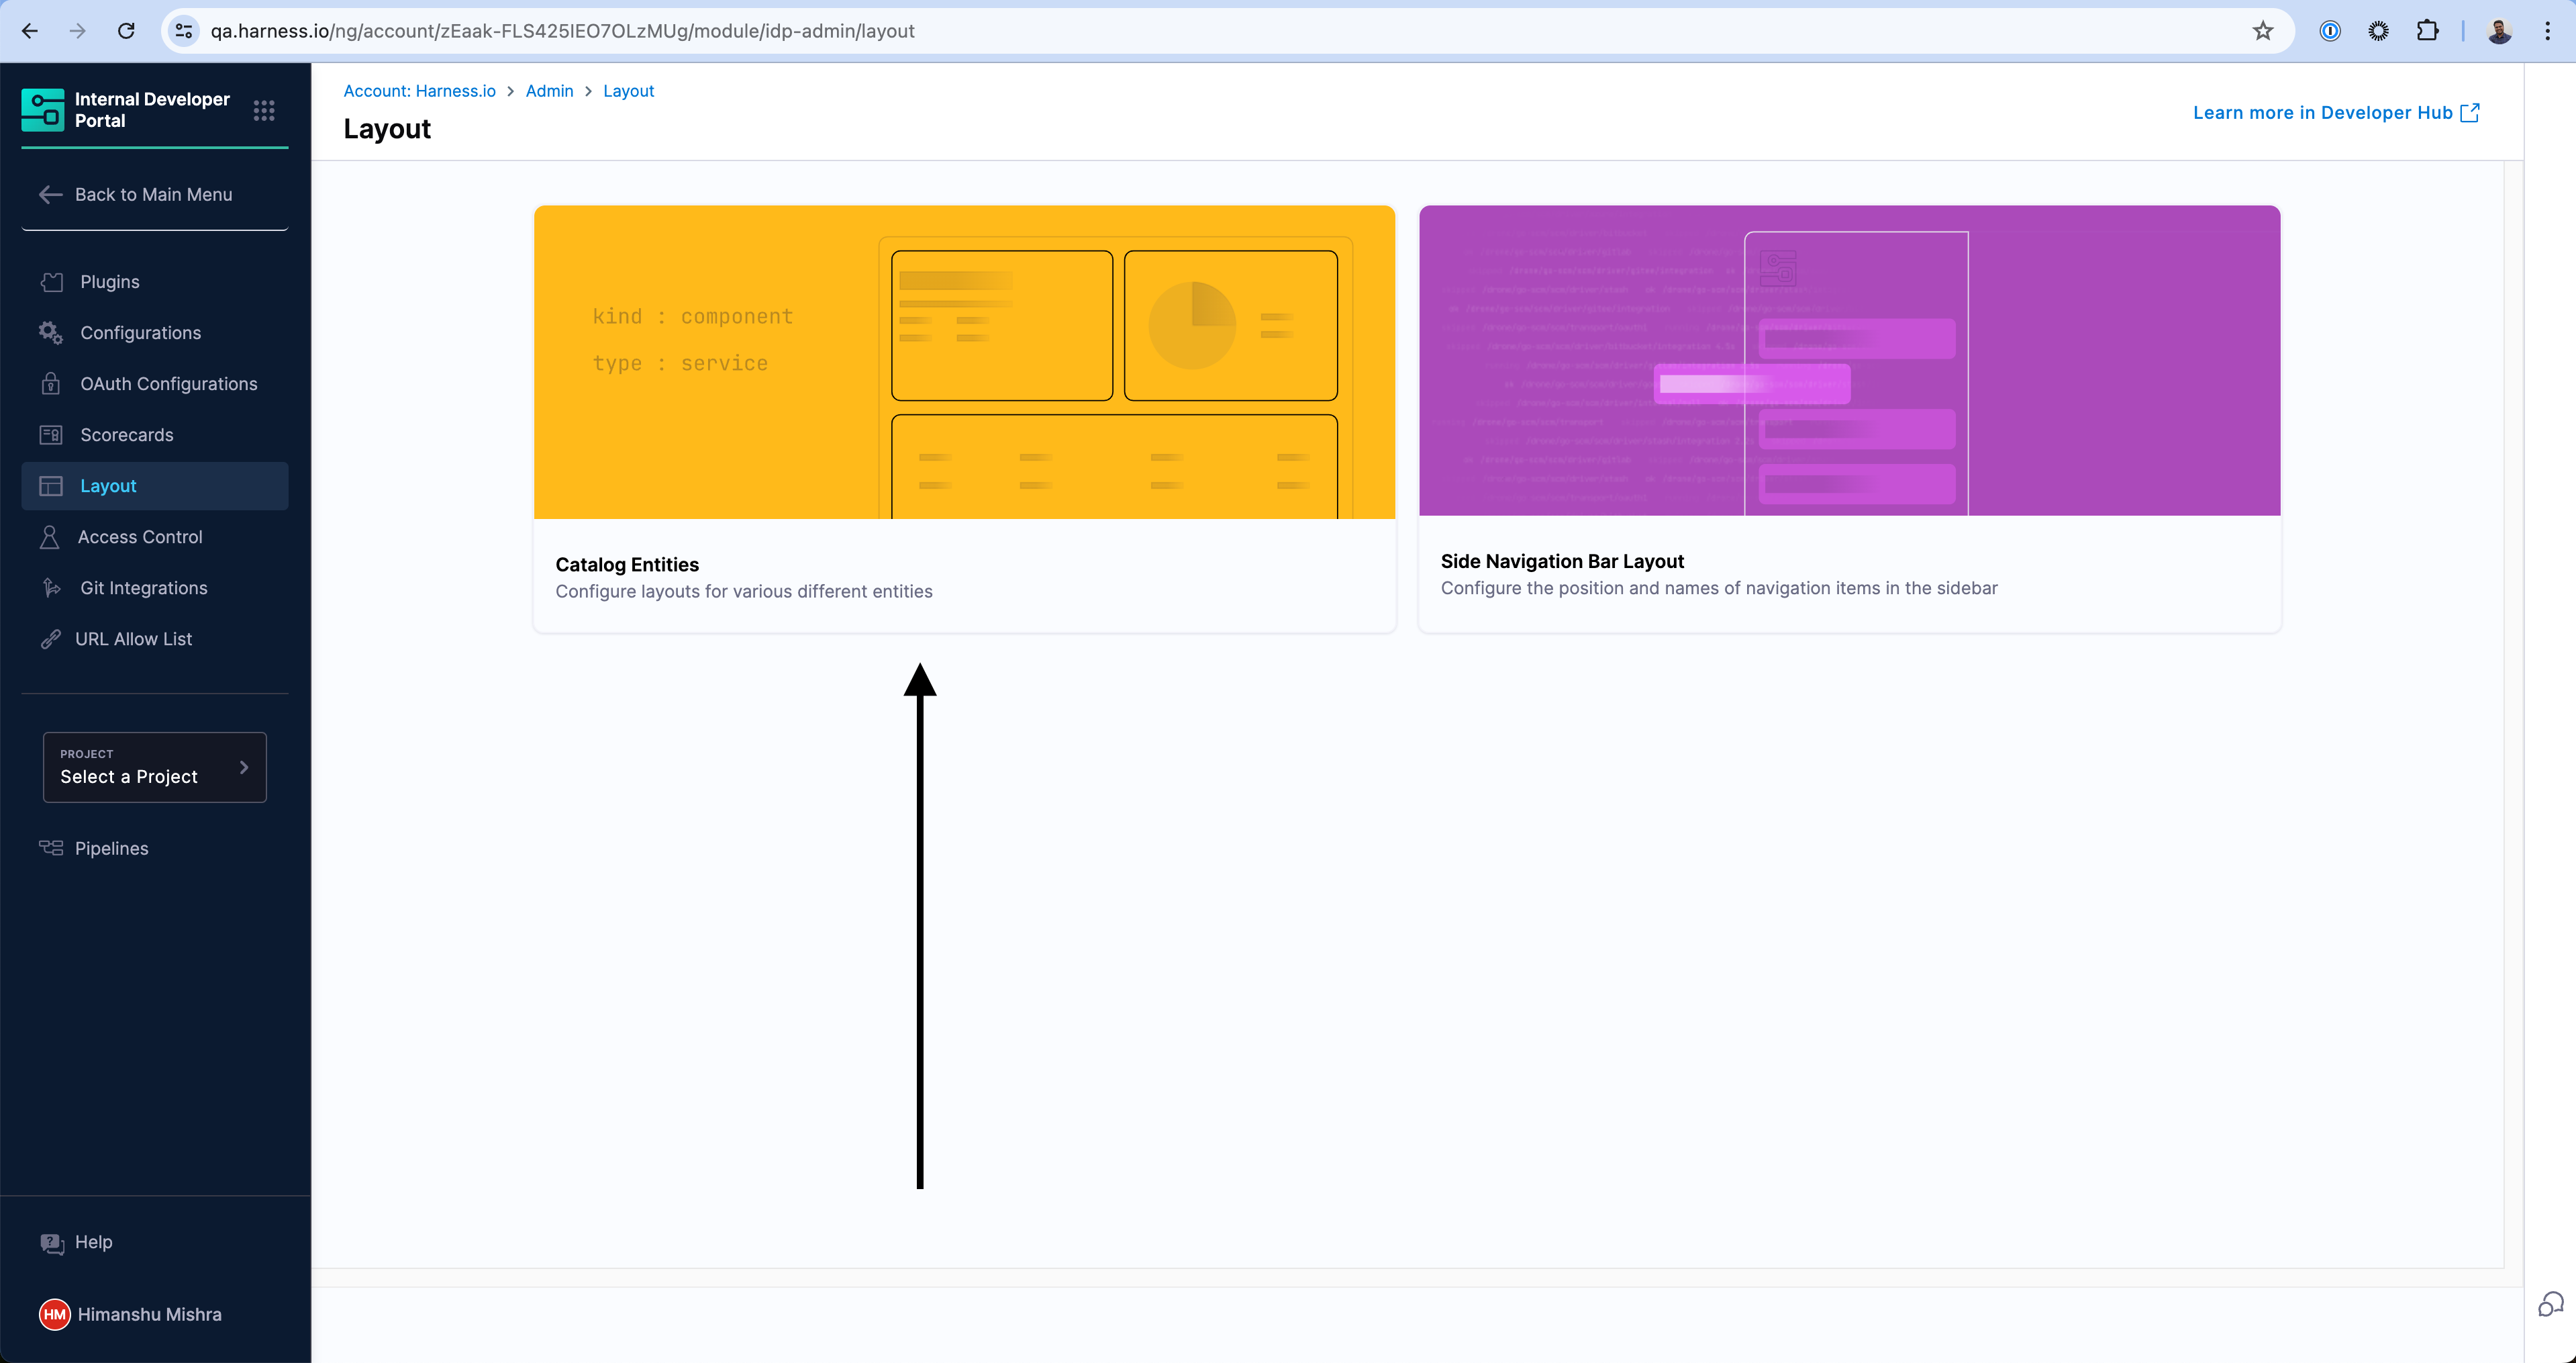 qa.harness.io/ng/account/zEaak-FLS425IEO7OLzMUg/module/idp-admin/layout
Internal Developer
Portal
Back to Main Menu
Plugins
Configurations
OAuth Configurations
Scorecards
Layout
Access Control
Git Integrations
URL Allow List
PROJECT
Select a Project
Pipelines
Help
HM Himanshu Mishra
Account: Harness.io > Admin > Layout
Layout
Learn more in Developer Hub
kind : component
type : service
Catalog Entities
Configure layouts for various different entities
Side Navigation Bar Layout
Configure the position and names of navigation items in the sidebar